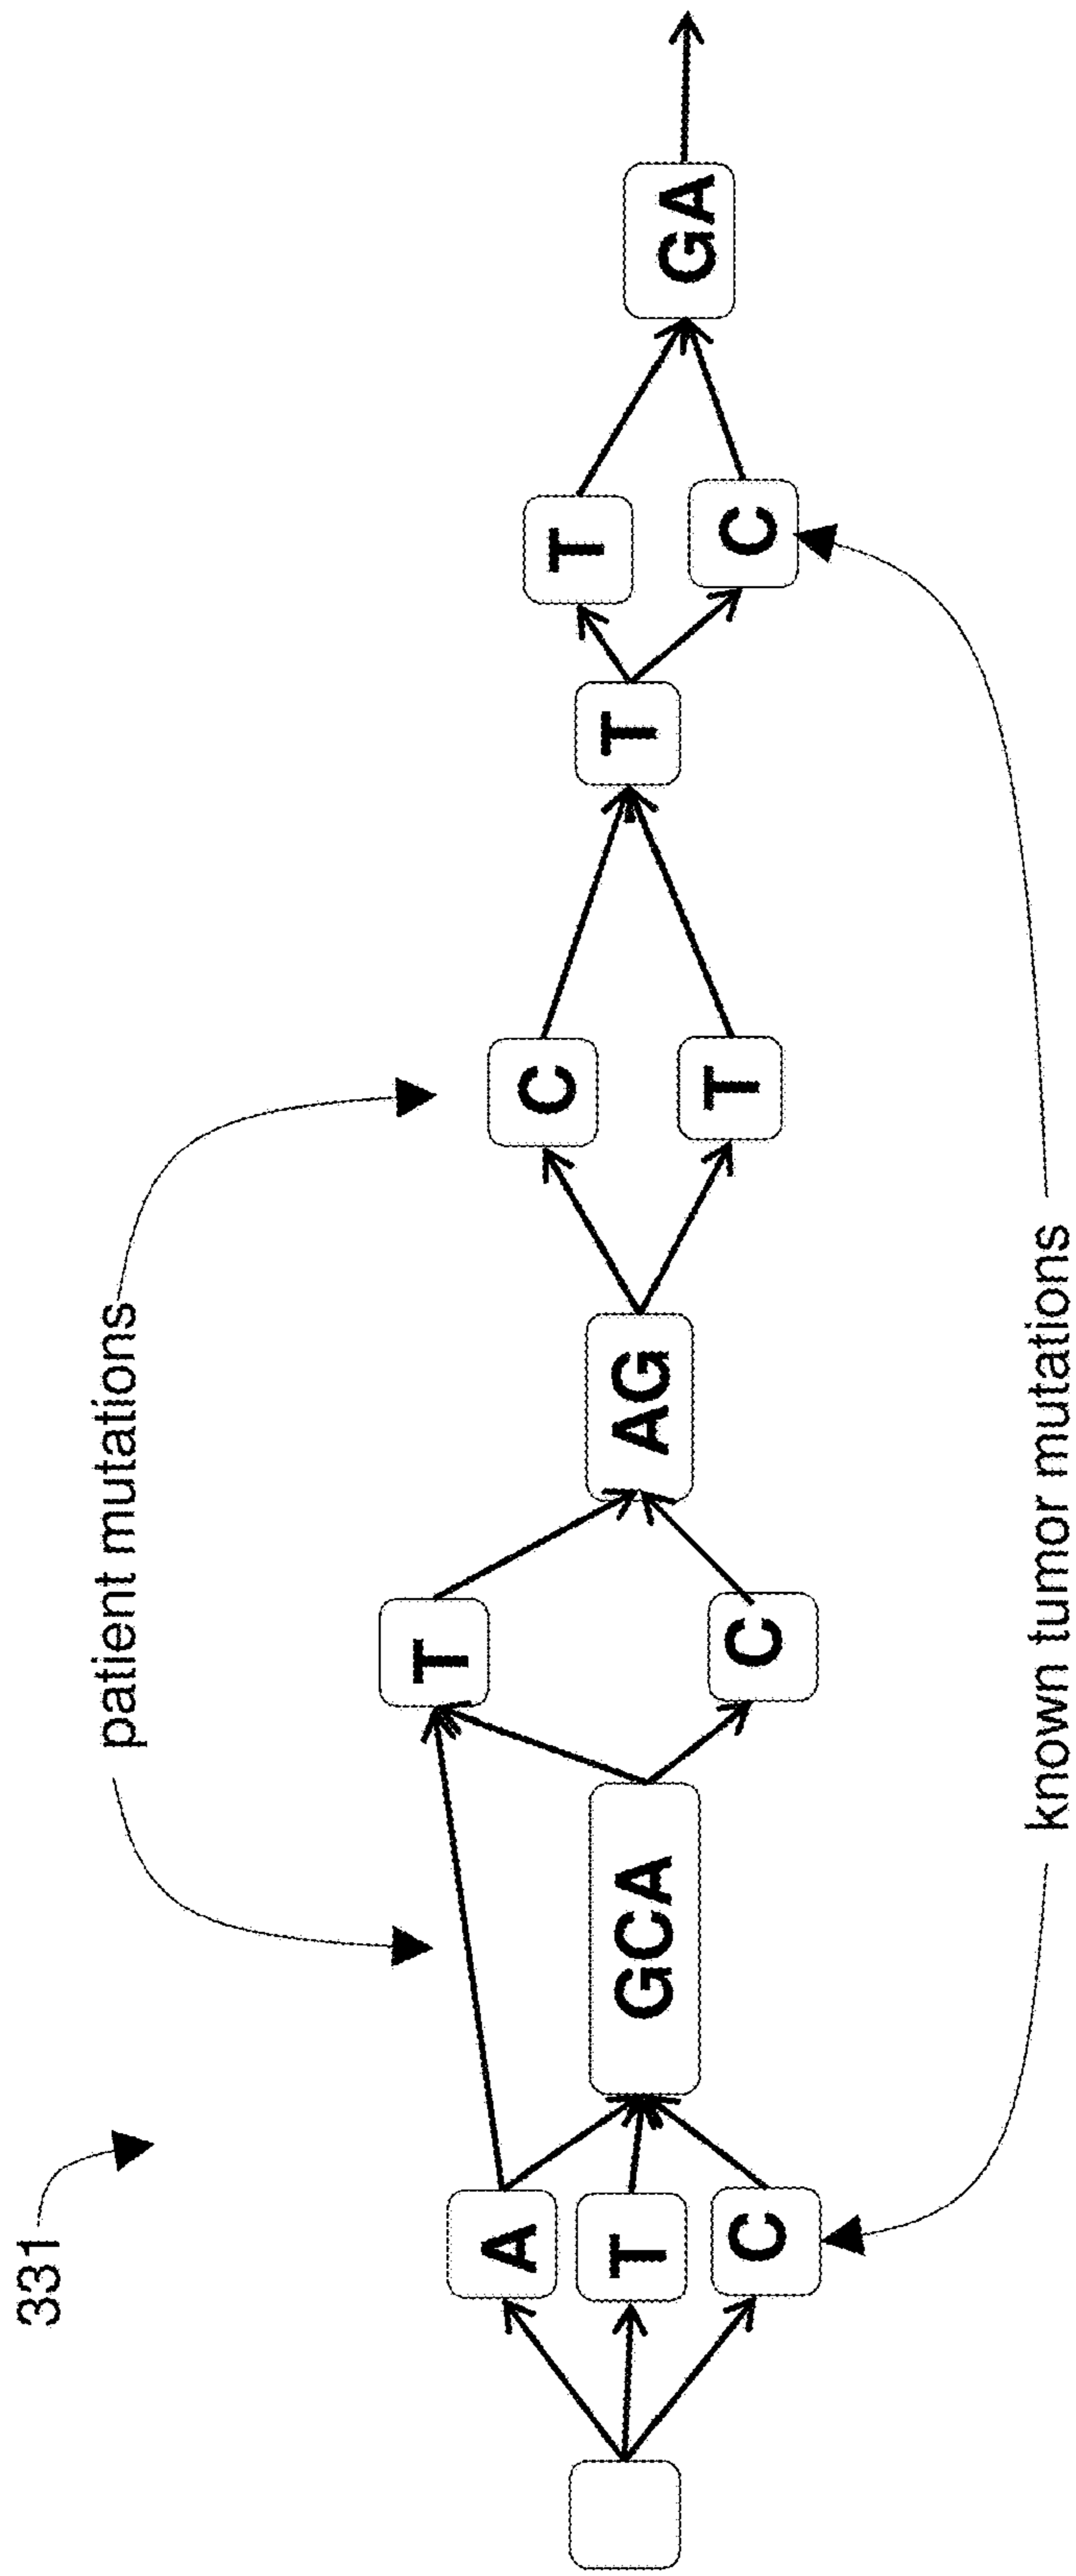 331
patient mutations
A
T
C
GCA
T
C
AG
C
T
T
T
C
GA
known tumor mutations